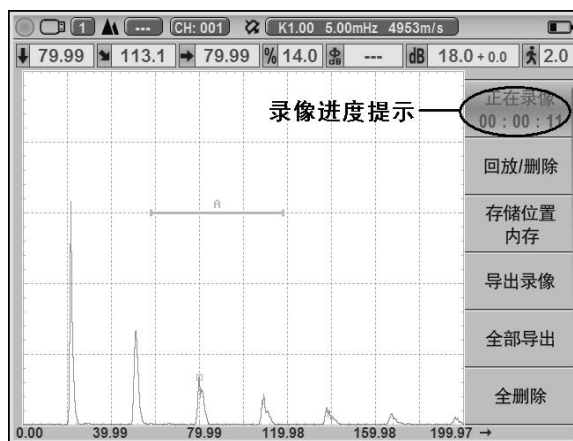 1 --- CH: 001 K1.00 5.00mHz 4953m/s
79.99 113.1 79.99 % 14.0 dB --- dB 18.0 + 0.0 2.0
录像进度提示
正在录像
00 : 00 : 11
A
回放/删除
存储位置
内存
导出录像
全部导出
全删除
0.00 39.99 79.99 119.98 159.98 199.97 →